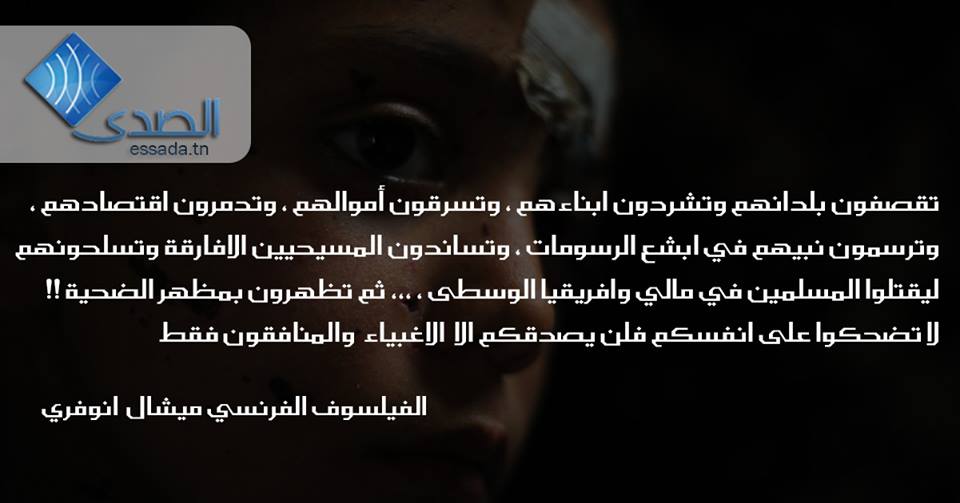 الصدى
essada.tn
تقصفون بلدانهم وتشردون ابناءهم ، وتسرقون أموالهم ، وتدمرون اقتصادهم ،
وترسمون نبيهم في ابشع الرسومات ، وتساندون المسيحيين الافارقة وتسلحونهم
ليقتلوا المسلمين في مالي وافريقيا الوسطى ، ،،، ثم تظهرون بمظهر الضحية !!
لا تضحكوا على انفسكم فلن يصدقكم الا الاغبياء والمنافقون فقط
الفيلسوف الفرنسي ميشال انوفري